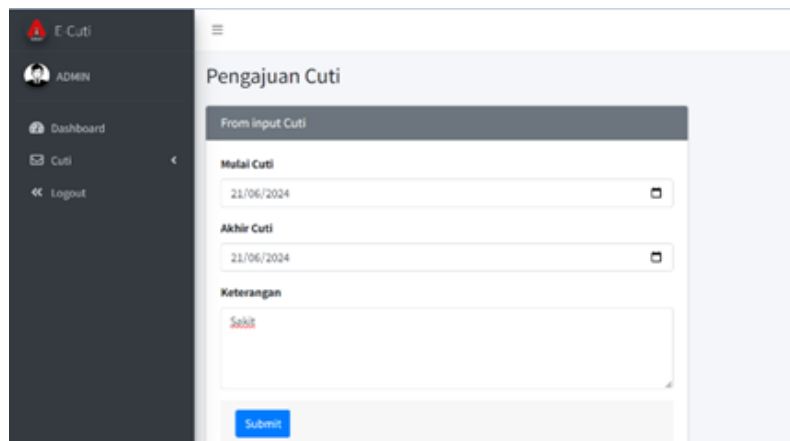 E-Cuti
ADMIN
Dashboard
Cuti
Logout
Pengajuan Cuti
From input Cuti
Mulai Cuti
21/06/2024
Akhir Cuti
21/06/2024
Keterangan
Sakit
Submit